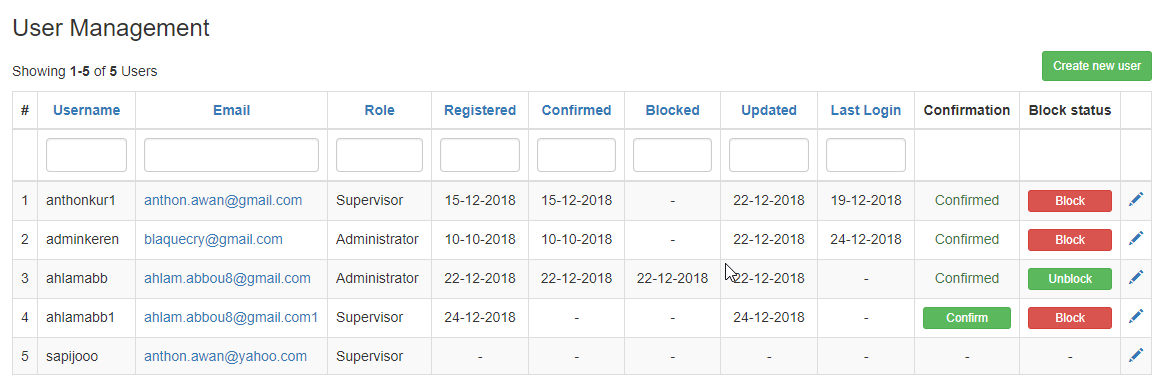 User Management
Showing 1-5 of 5 Users
Create new user
# Username Email Role Registered Confirmed Blocked Updated Last Login Confirmation Block status
1 anthonkur1 anthon.awan@gmail.com Supervisor 15-12-2018 15-12-2018 - 22-12-2018 19-12-2018 Confirmed Block
2 adminkeren blaquecry@gmail.com Administrator 10-10-2018 10-10-2018 - 22-12-2018 24-12-2018 Confirmed Block
3 ahlamabb ahlam.abbou8@gmail.com Administrator 22-12-2018 22-12-2018 22-12-2018 22-12-2018 - Confirmed Unblock
4 ahlamabb1 ahlam.abbou8@gmail.com1 Supervisor 24-12-2018 - - 24-12-2018 - Confirm Block
5 sapijooo anthon.awan@yahoo.com Supervisor - - - - - - -